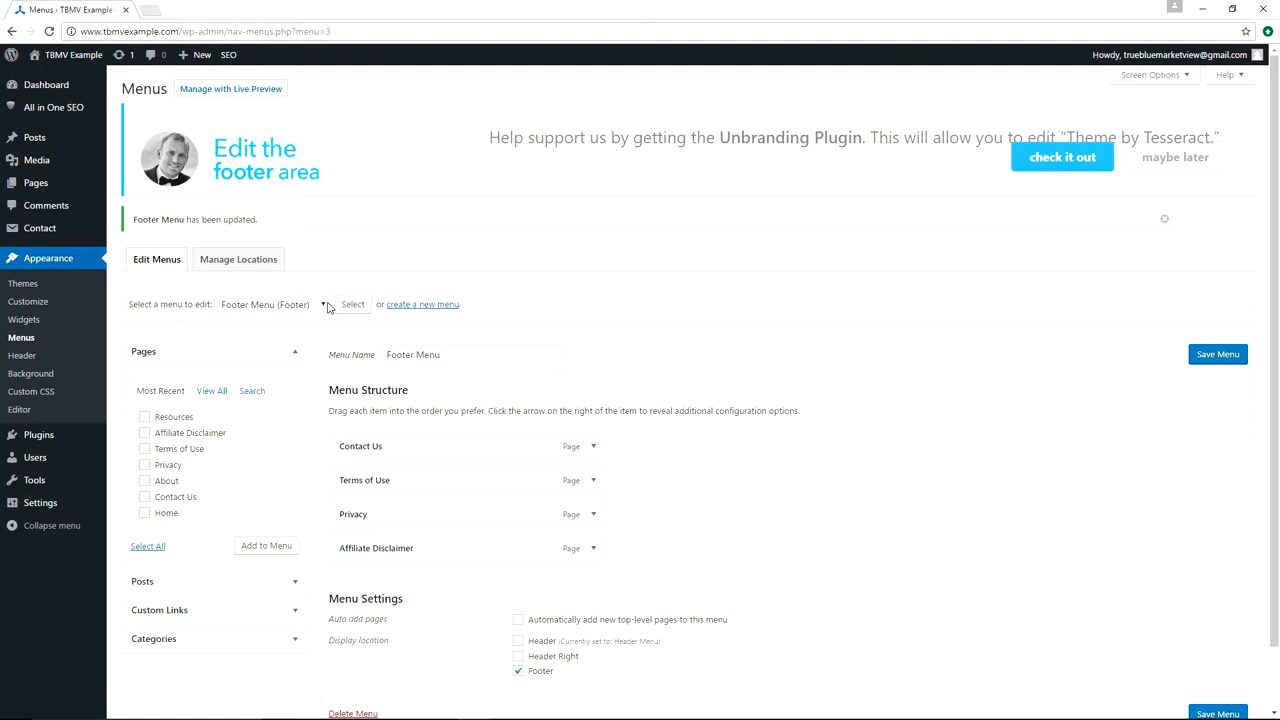 Menus ‹ TBMV Example -
www.tbmvexample.com/wp-admin/nav-menus.php?menu=3
TBMV Example 1 0 New SEO Howdy, truebluemarketview@gmail.com
Screen Options Help
Menus Manage with Live Preview
Edit the
footer area
Help support us by getting the Unbranding Plugin. This will allow you to edit “Theme by Tesseract.”
check it out maybe later
Footer Menu has been updated.
Edit Menus Manage Locations
Select a menu to edit: Footer Menu (Footer) Select or create a new menu.
Dashboard
All in One SEO
Posts
Media
Pages
Comments
Contact
Appearance
Themes
Customize
Widgets
Menus
Header
Background
Custom CSS
Editor
Plugins
Users
Tools
Settings
Collapse menu
Pages
Most Recent View All Search
Resources
Affiliate Disclaimer
Terms of Use
Privacy
About
Contact Us
Home
Select All Add to Menu
Posts
Custom Links
Categories
Menu Name Footer Menu Save Menu
Menu Structure
Drag each item into the order you prefer. Click the arrow on the right of the item to reveal additional configuration options.
Contact Us Page
Terms of Use Page
Privacy Page
Affiliate Disclaimer Page
Menu Settings
Auto add pages Automatically add new top-level pages to this menu
Display location Header (Currently set to: Header Menu)
Header Right
Footer
Delete Menu Save Menu